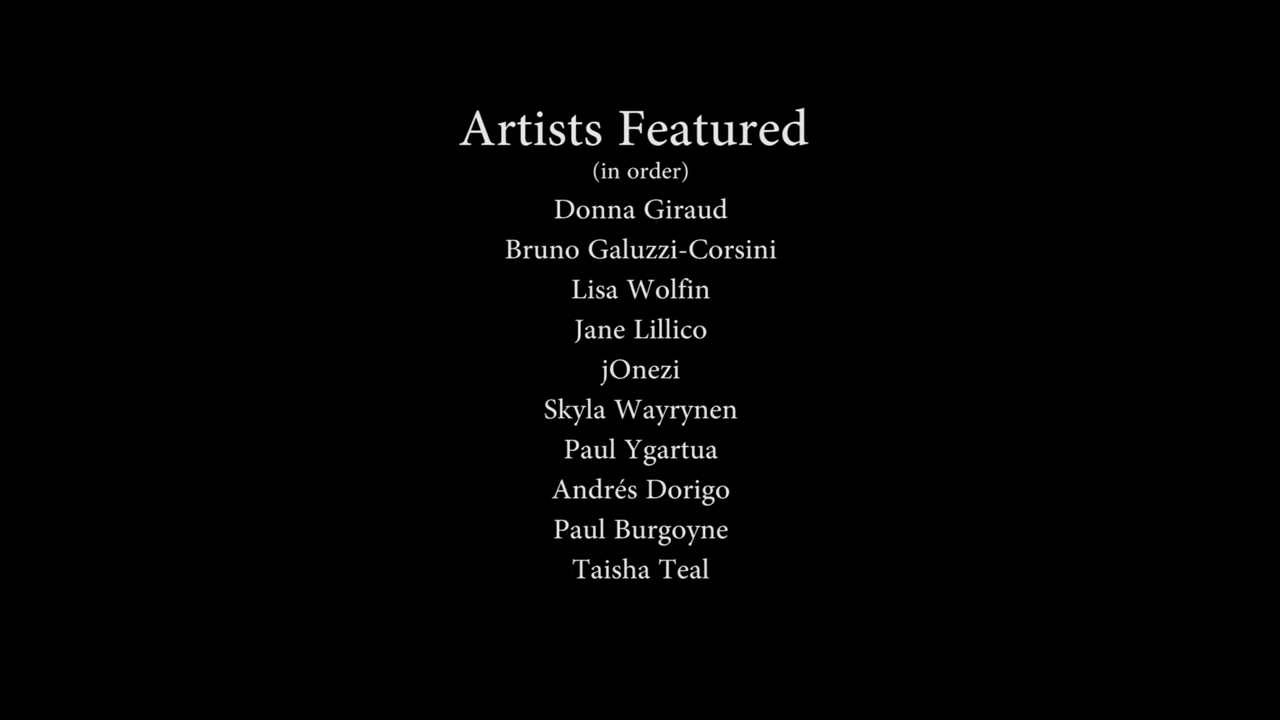 Artists Featured
(in order)
Donna Giraud
Bruno Galuzzi-Corsini
Lisa Wolfin
Jane Lillico
jOnezi
Skyla Wayrynen
Paul Ygartua
Andrés Dorigo
Paul Burgoyne
Taisha Teal